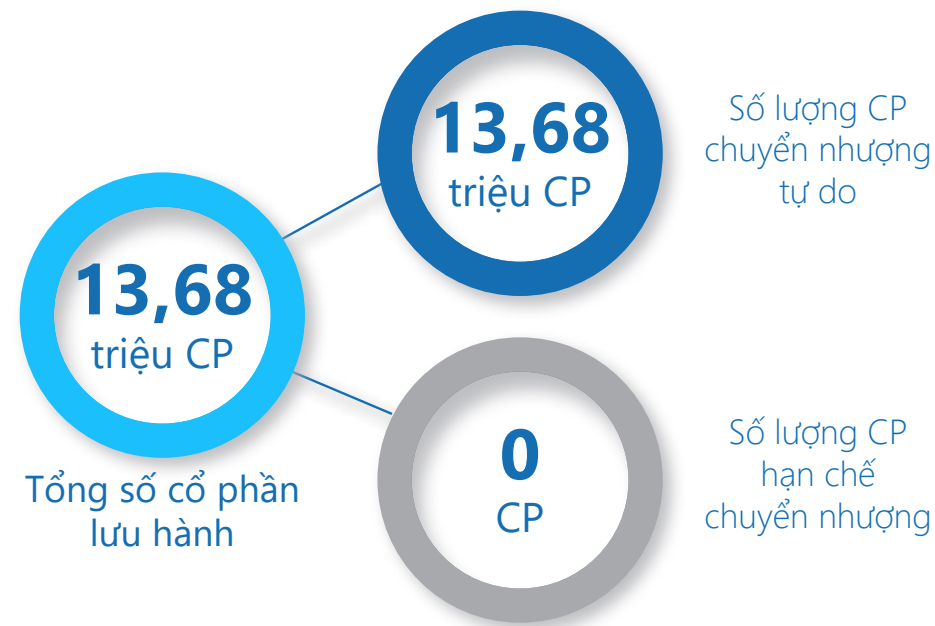 13,68
triệu CP
Tổng số cổ phần
lưu hành
13,68
triệu CP
Số lượng CP
chuyển nhượng
tự do
0
CP
Số lượng CP
hạn chế
chuyển nhượng